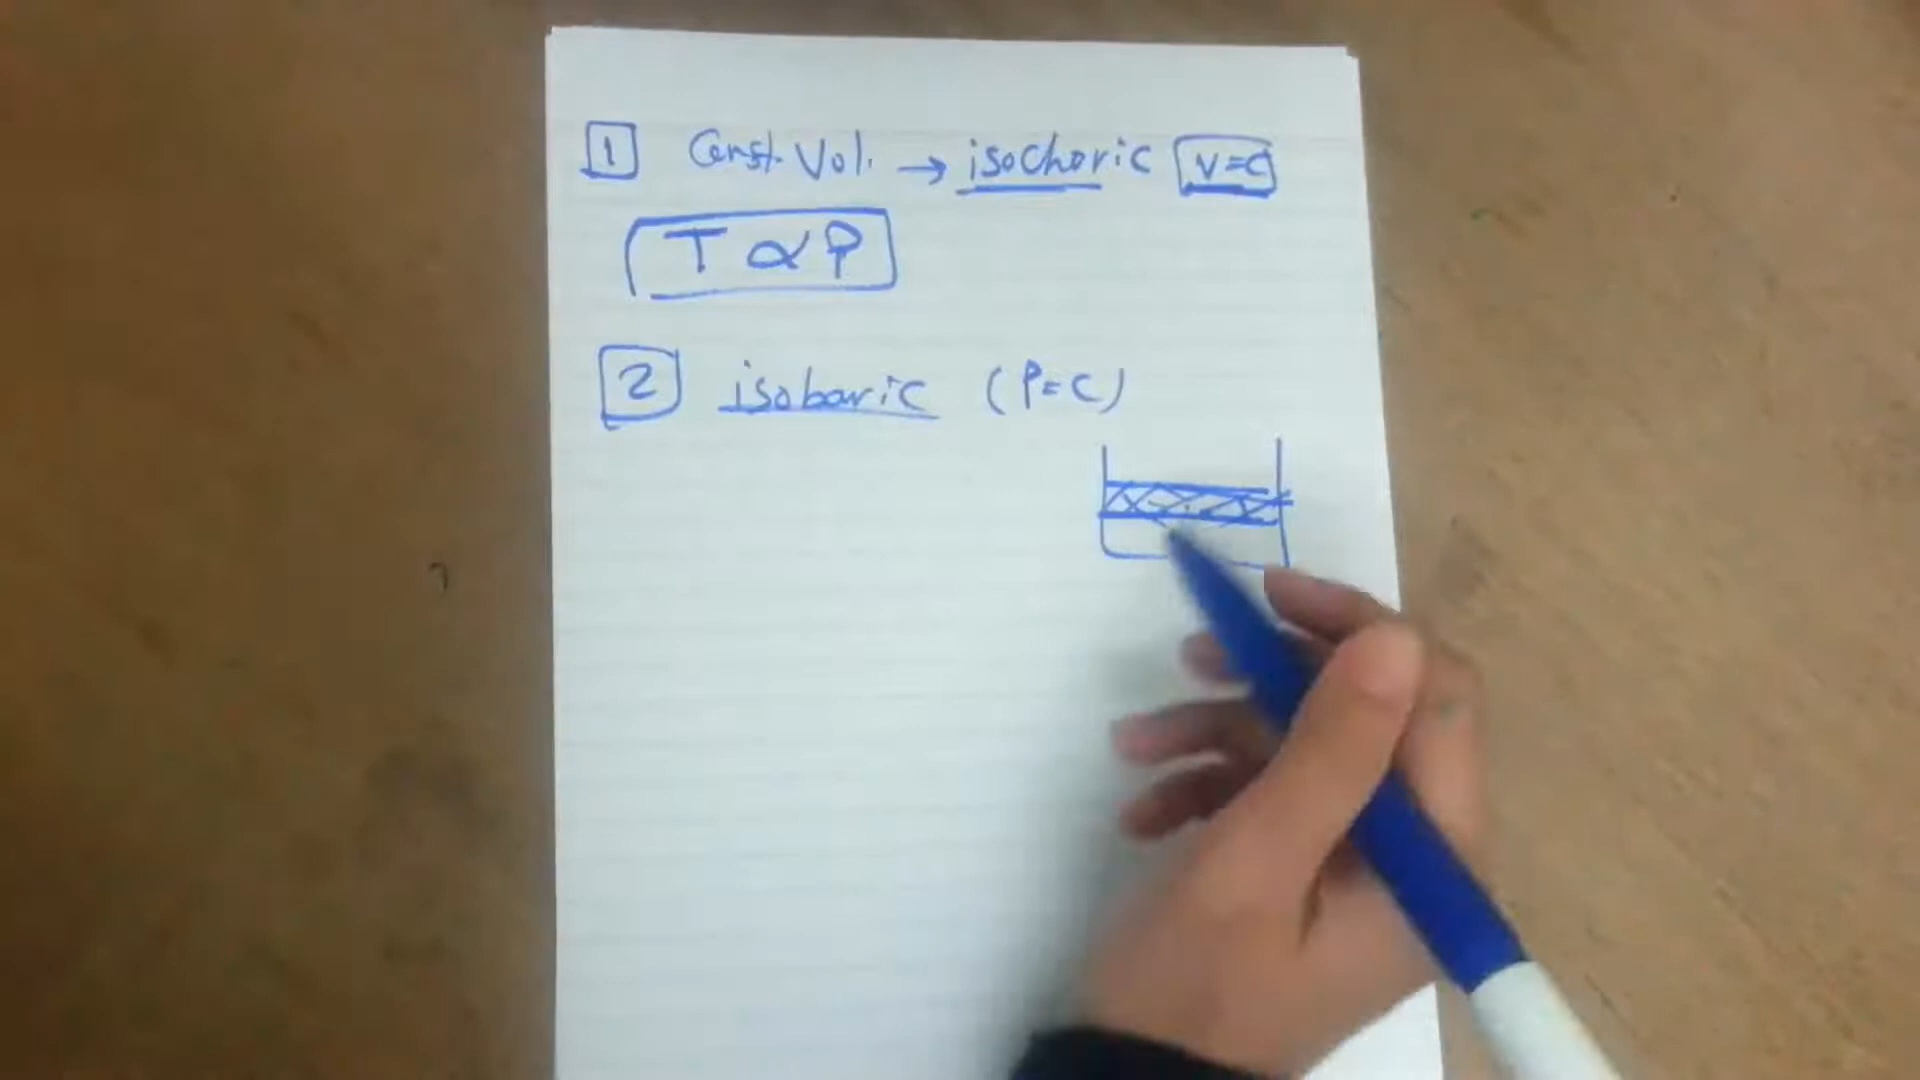 1 Const. Vol. → isochoric V=C
T α P
2 isobaric (P=C)